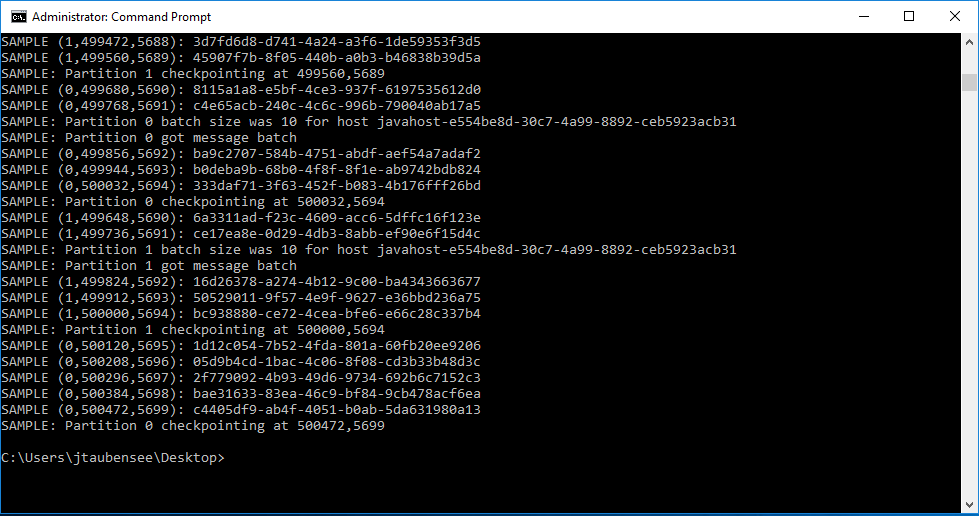 Administrator: Command Prompt
SAMPLE (1,499472,5688): 3d7fd6d8-d741-4a24-a3f6-1de59353f3d5
SAMPLE (1,499560,5689): 45907f7b-8f05-440b-a0b3-b46838b39d5a
SAMPLE: Partition 1 checkpointing at 499560,5689
SAMPLE (0,499680,5690): 8115a1a8-e5bf-4ce3-937f-6197535612d0
SAMPLE (0,499768,5691): c4e65acb-240c-4c6c-996b-790040ab17a5
SAMPLE: Partition 0 batch size was 10 for host javahost-e554be8d-30c7-4a99-8892-ceb5923acb31
SAMPLE: Partition 0 got message batch
SAMPLE (0,499856,5692): ba9c2707-584b-4751-abdf-aef54a7adaf2
SAMPLE (0,499944,5693): b0deba9b-68b0-4f8f-8f1e-ab9742bdb824
SAMPLE (0,500032,5694): 333daf71-3f63-452f-b083-4b176fff26bd
SAMPLE: Partition 0 checkpointing at 500032,5694
SAMPLE (1,499648,5690): 6a3311ad-f23c-4609-acc6-5dffc16f123e
SAMPLE (1,499736,5691): ce17ea8e-0d29-4db3-8abb-ef90e6f15d4c
SAMPLE: Partition 1 batch size was 10 for host javahost-e554be8d-30c7-4a99-8892-ceb5923acb31
SAMPLE: Partition 1 got message batch
SAMPLE (1,499824,5692): 16d26378-a274-4b12-9c00-ba4343663677
SAMPLE (1,499912,5693): 50529011-9f57-4e9f-9627-e36bbd236a75
SAMPLE (1,500000,5694): bc938880-ce72-4cea-bfe6-e66c28c337b4
SAMPLE: Partition 1 checkpointing at 500000,5694
SAMPLE (0,500120,5695): 1d12c054-7b52-4fda-801a-60fb20ee9206
SAMPLE (0,500208,5696): 05d9b4cd-1bac-4c06-8f08-cd3b33b48d3c
SAMPLE (0,500296,5697): 2f779092-4b93-49d6-9734-692b6c7152c3
SAMPLE (0,500384,5698): bae31633-83ea-46c9-bf84-9cb478acf6ea
SAMPLE (0,500472,5699): c4405df9-ab4f-4051-b0ab-5da631980a13
SAMPLE: Partition 0 checkpointing at 500472,5699
C:\Users\jtaubensee\Desktop>